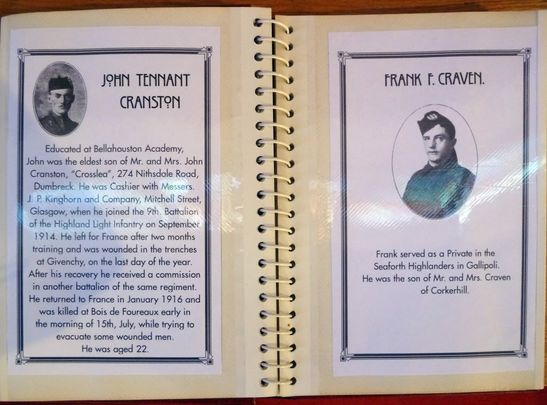 JOHN TENNANT
CRANSTON
Educated at Bellahouston Academy,
John was the eldest son of Mr. and Mrs. John
Cranston, "Crosslea", 274 Nithsdale Road,
Dumbreck. He was Cashier with Messers.
J. P. Kinghorn and Company, Mitchell Street,
Glasgow, when he joined the 9th. Battalion
of the Highland Light Infantry on September
1914. He left for France after two months
training and was wounded in the trenches
at Givenchy, on the last day of the year.
After his recovery he received a commission
in another battalion of the same regiment.
He returned to France in January 1916 and
was killed at Bois de Foureaux early in
the morning of 15th, July, while trying to
evacuate some wounded men.
He was aged 22.
FRANK F. CRAVEN.
Frank served as a Private in the
Seaforth Highlanders in Gallipoli.
He was the son of Mr. and Mrs. Craven
of Corkerhill.